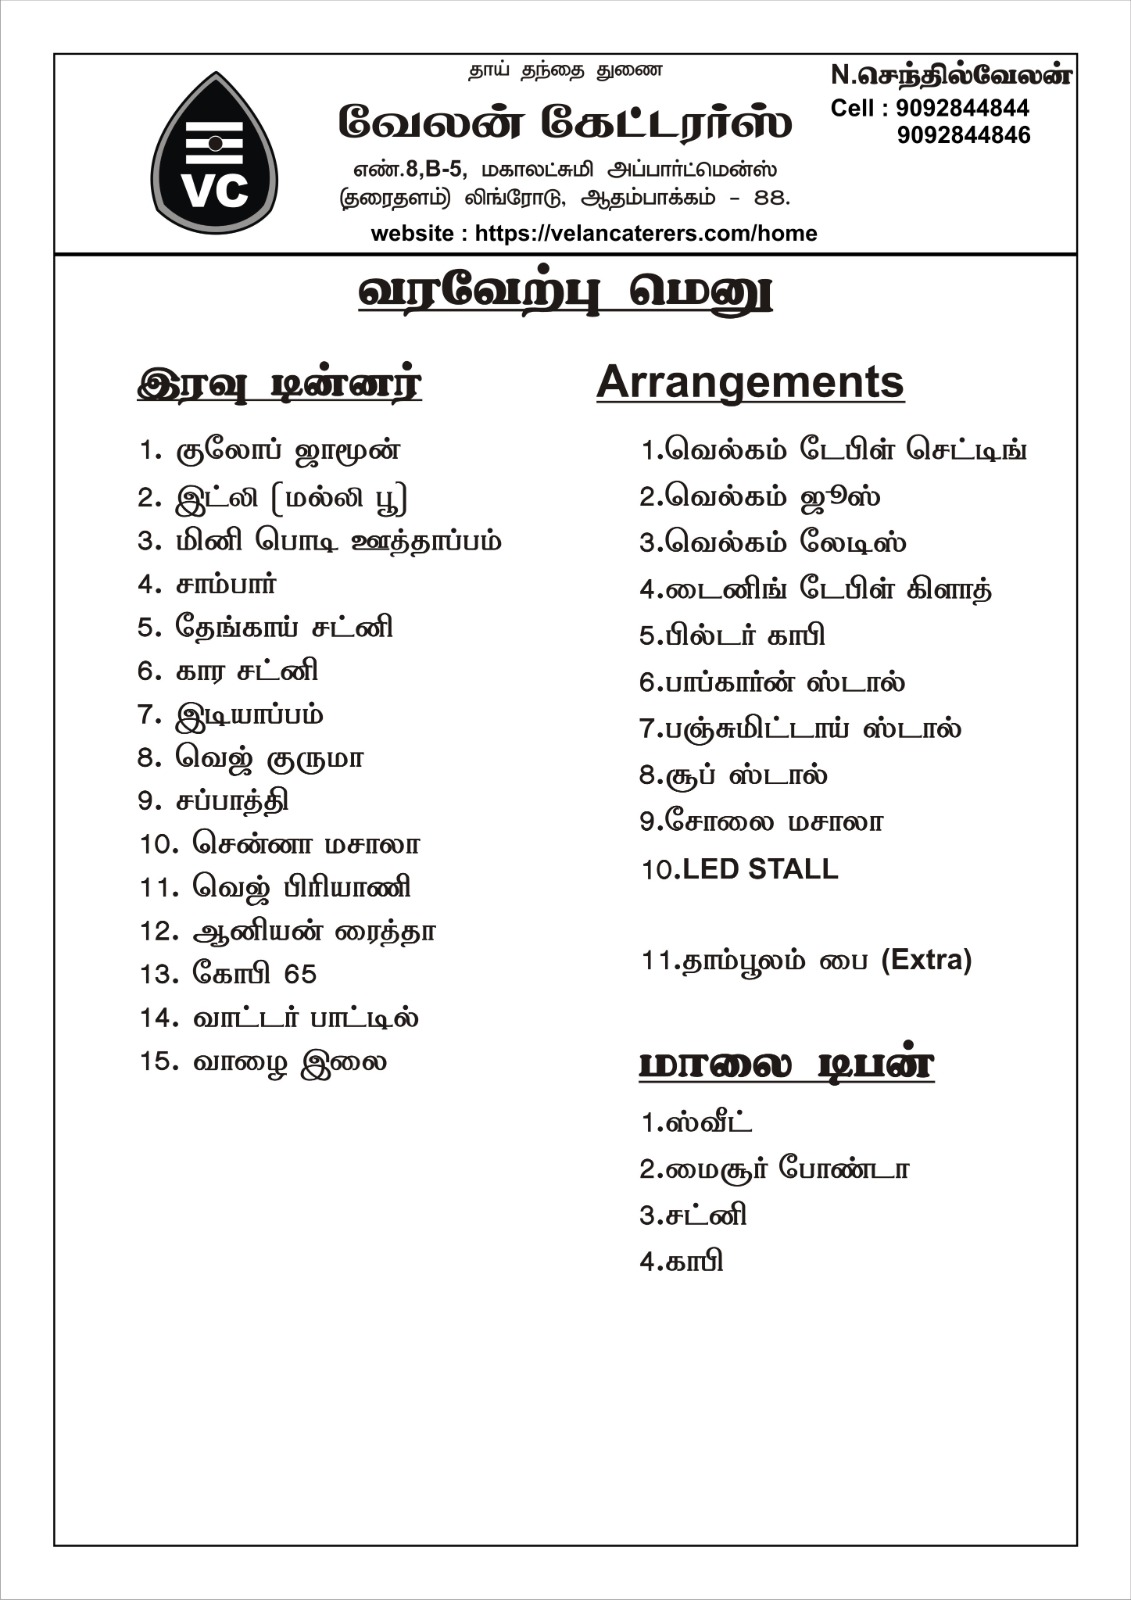 தாய் தந்தை துணை
வேலன் கேட்டரர்ஸ்
எண்.8,B-5, மகாலட்சுமி அப்பார்ட்மென்ஸ்
(தரைதளம்) லிங்ரோடு, ஆதம்பாக்கம் - 88.
website : https://velancaterers.com/home
N.செந்தில்வேலன்
Cell : 9092844844
9092844846
VC
வரவேற்பு மெனு
இரவு டின்னர்
1. குலோப் ஜாமூன்
2. இட்லி (மல்லி பூ)
3. மினி பொடி ஊத்தாப்பம்
4. சாம்பார்
5. தேங்காய் சட்னி
6. கார சட்னி
7. இடியாப்பம்
8. வெஜ் குருமா
9. சப்பாத்தி
10. சென்னா மசாலா
11. வெஜ் பிரியாணி
12. ஆனியன் ரைத்தா
13. கோபி 65
14. வாட்டர் பாட்டில்
15. வாழை இலை
Arrangements
1.வெல்கம் டேபிள் செட்டிங்
2.வெல்கம் ஜூஸ்
3.வெல்கம் லேடிஸ்
4.டைனிங் டேபிள் கிளாத்
5.பில்டர் காபி
6.பாப்கார்ன் ஸ்டால்
7.பஞ்சுமிட்டாய் ஸ்டால்
8.சூப் ஸ்டால்
9.சோலை மசாலா
10.LED STALL
11.தாம்பூலம் பை (Extra)
மாலை டிபன்
1.ஸ்வீட்
2.மைசூர் போண்டா
3.சட்னி
4.காபி